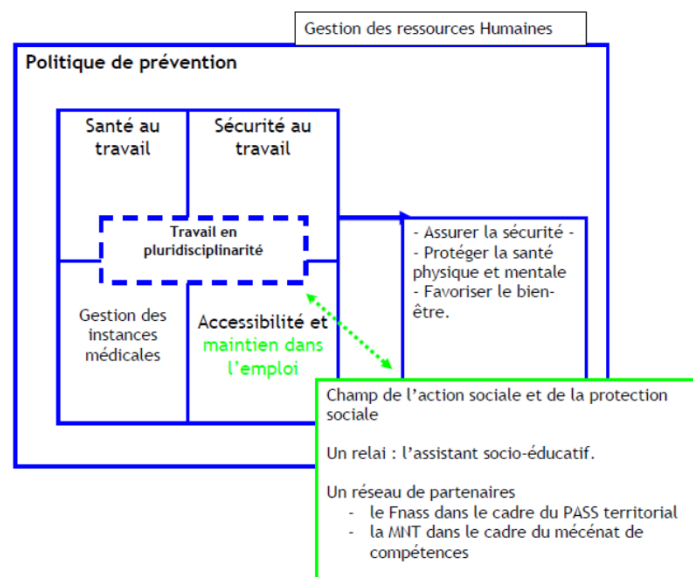 Gestion des ressources Humaines
Politique de prévention
Santé au
travail
Sécurité au
travail
Travail en
pluridisciplinarité
Gestion des
instances
médicales
Accessibilité et
maintien dans
l'emploi
- Assurer la sécurité -
- Protéger la santé
physique et mentale
- Favoriser le bien-
être.
Champ de l'action sociale et de la protection
sociale
Un relai : l'assistant socio-éducatif.
Un réseau de partenaires
- le Fnass dans le cadre du PASS territorial
- la MNT dans le cadre du mécénat de
compétences